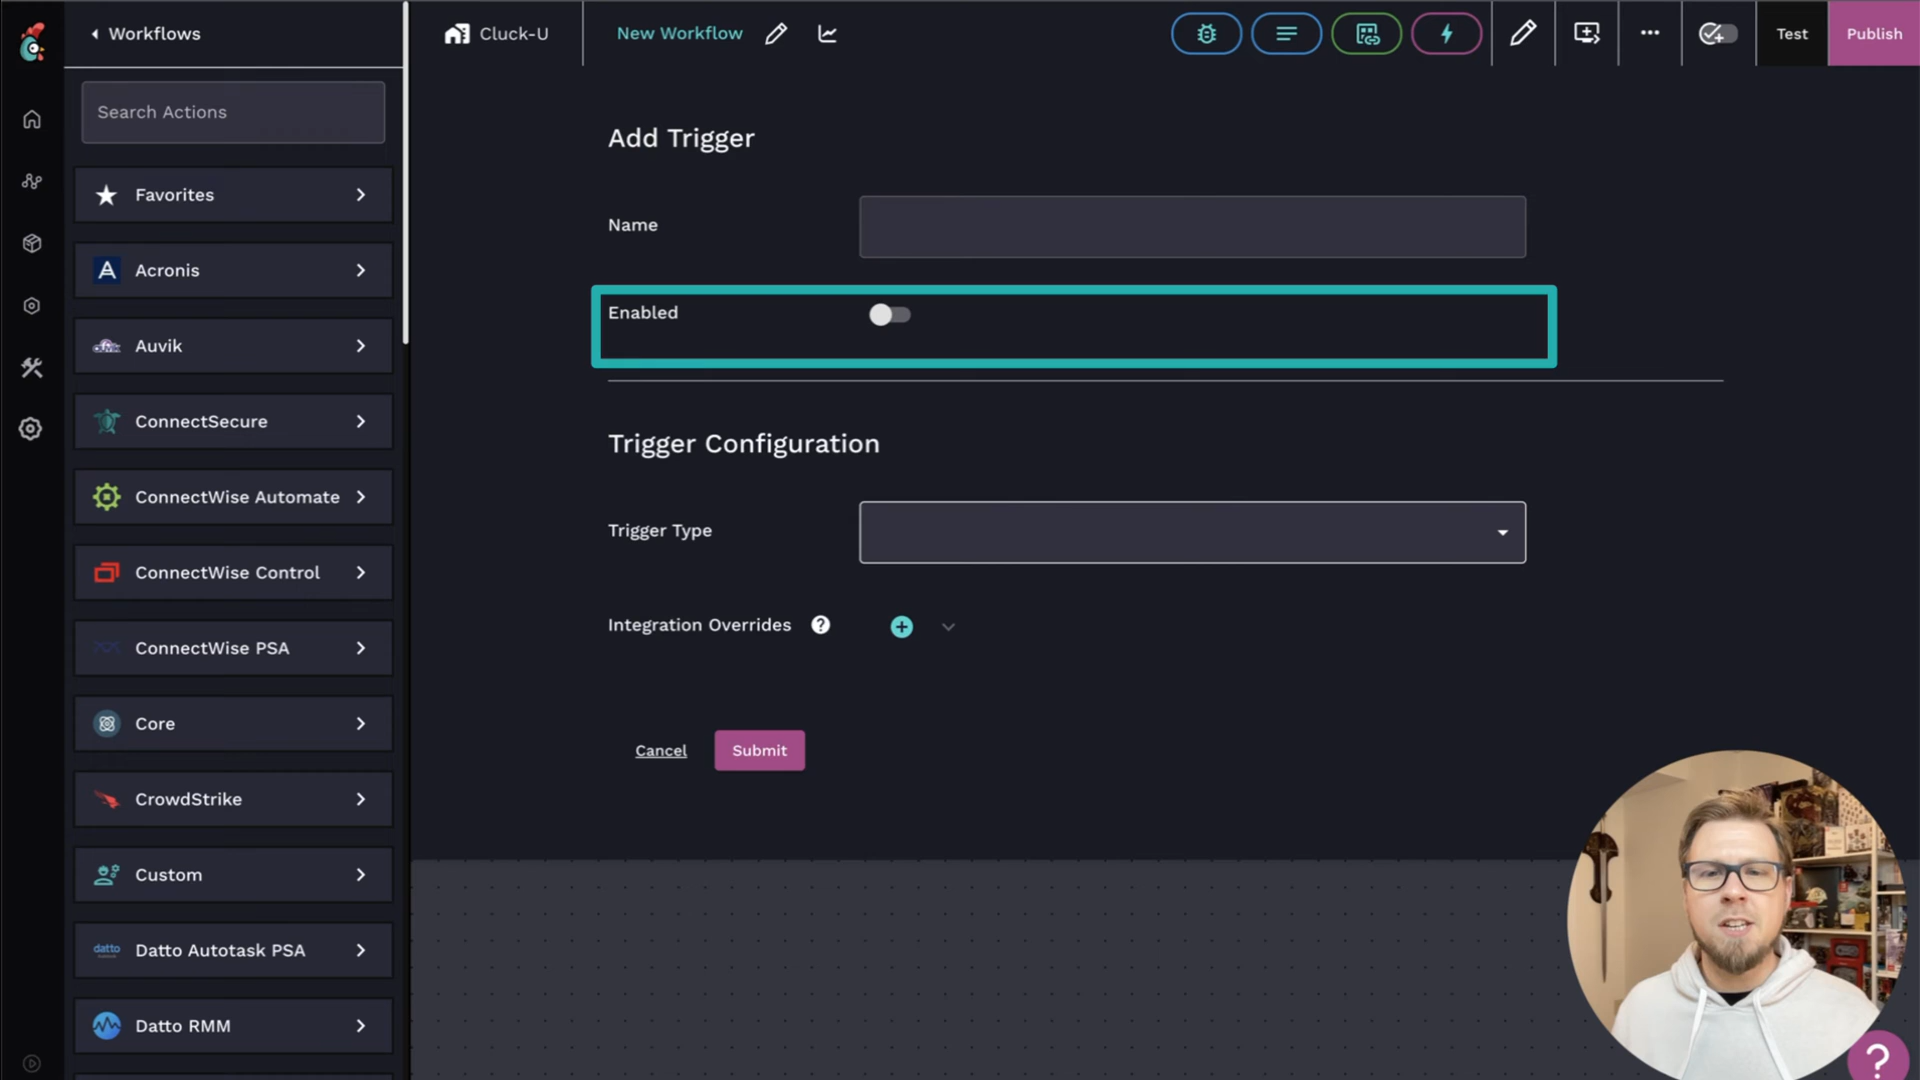 Workflows
Cluck-U
New Workflow
Test
Publish
Search Actions
Favorites
Acronis
Auvik
ConnectSecure
ConnectWise Automate
ConnectWise Control
ConnectWise PSA
Core
CrowdStrike
Custom
datto
Datto Autotask PSA
Datto RMM
Add Trigger
Name
Enabled
Trigger Configuration
Trigger Type
Integration Overrides ?
Cancel
Submit
?